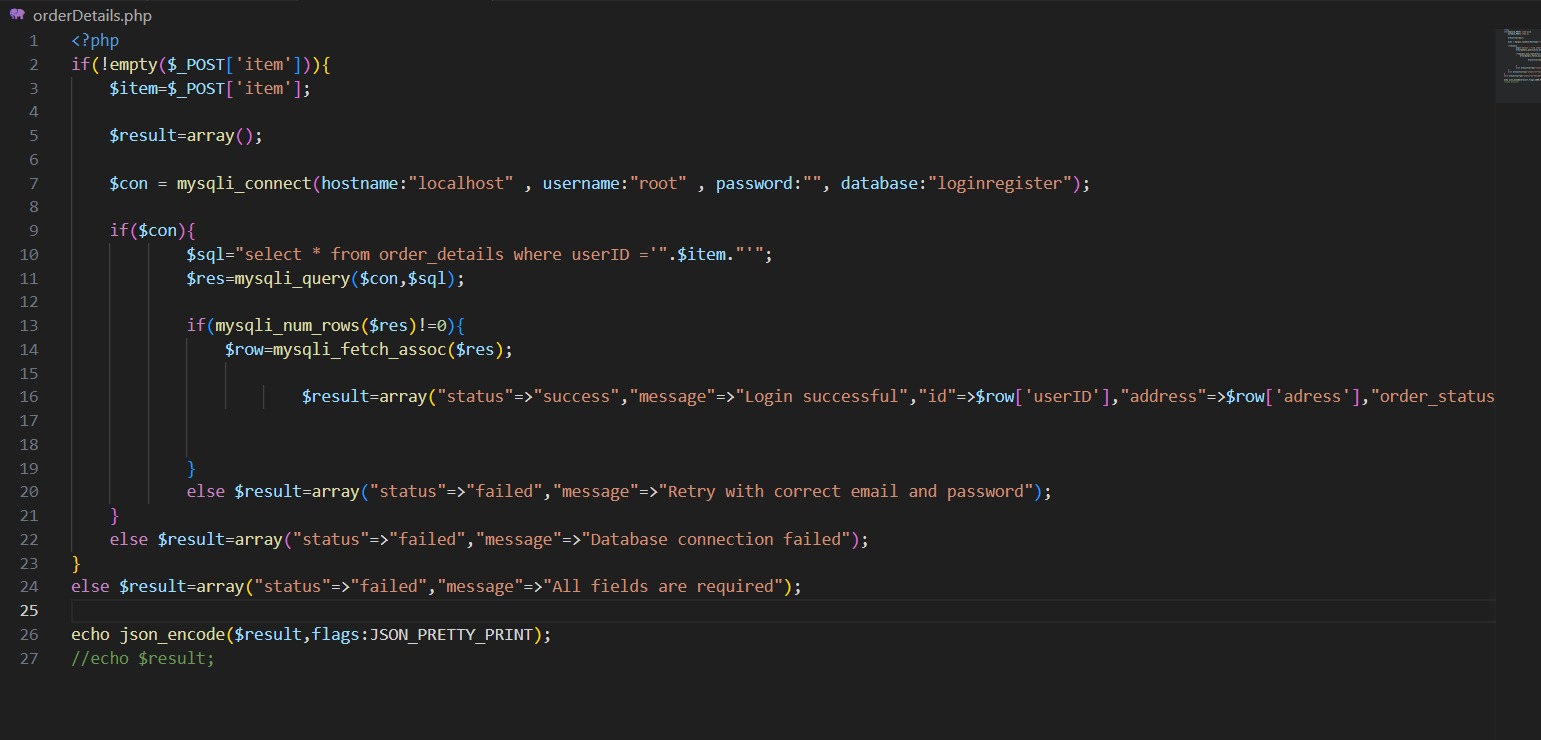 orderDetails.php
1 <?php
2 if(!empty($_POST['item'])){
3 $item=$_POST['item'];
4
5 $result=array();
6
7 $con = mysqli_connect(hostname:"localhost" , username:"root" , password:"", database:"loginregister");
8
9 if($con){
10 $sql="select * from order_details where userID ='".$item."'";
11 $res=mysqli_query($con,$sql);
12
13 if(mysqli_num_rows($res)!=0){
14 $row=mysqli_fetch_assoc($res);
15
16 $result=array("status"=>"success","message"=>"Login successful","id"=>$row['userID'],"address"=>$row['adress'],"order_status
17
18
19 }
20 else $result=array("status"=>"failed","message"=>"Retry with correct email and password");
21 }
22 else $result=array("status"=>"failed","message"=>"Database connection failed");
23 }
24 else $result=array("status"=>"failed","message"=>"All fields are required");
25
26 echo json_encode($result,flags:JSON_PRETTY_PRINT);
27 //echo $result;